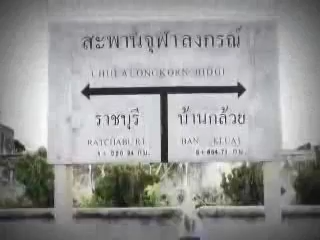 สะพานจุฬาลงกรณ์
CHULALONGKORN BIDGE
ราชบุรี
บ้านกล้วย
RATCHABURI
BAN KLUAI